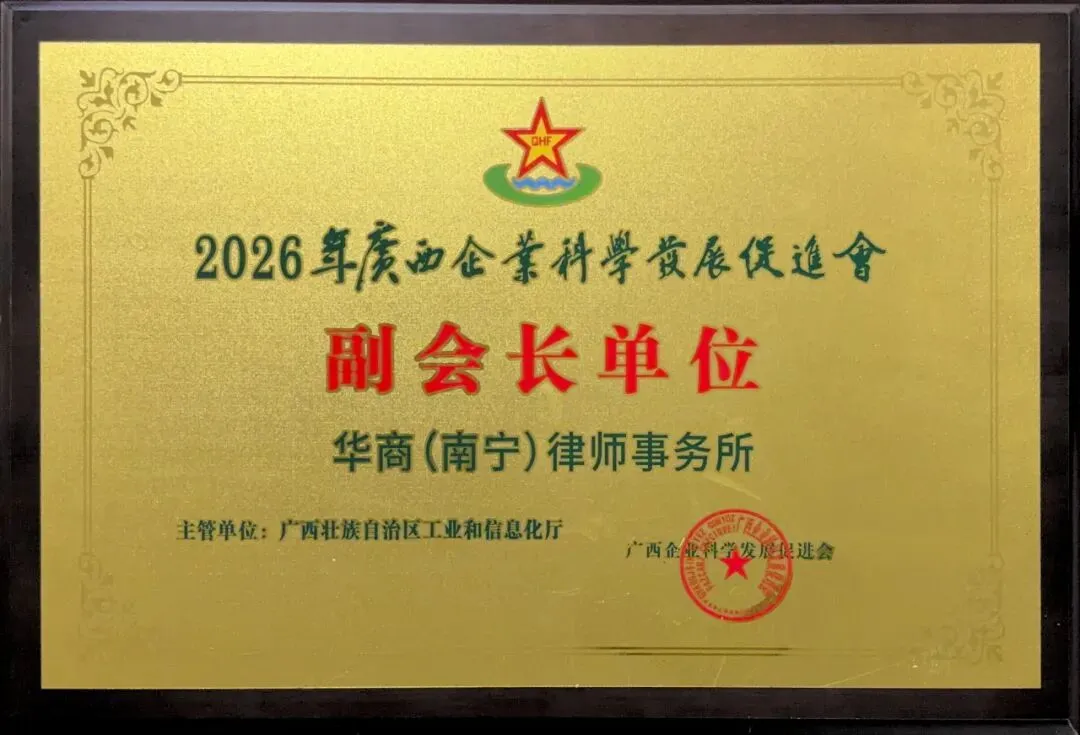 QHF
2026年廣西企業科學發展促進會
副会长单位
华商(南宁)律师事务所
主管单位:广西壮族自治区工业和信息化厅
广西企业科学发展促进会